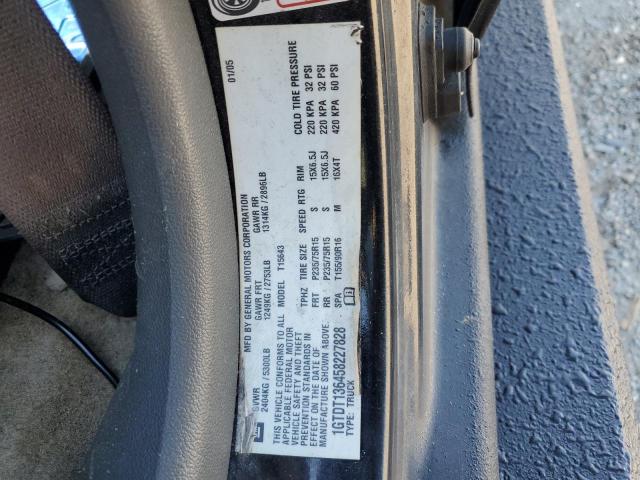 MFD BY GENERAL MOTORS CORPORATION 01/05
GVWR GAWR FRT GAWR RR
2404KG / 5300LB 1249KG / 2753LB 1314KG / 2896LB
THIS VEHICLE CONFORMS TO ALL
APPLICABLE FEDERAL MOTOR
VEHICLE SAFETY AND THEFT
PREVENTION STANDARDS IN
EFFECT ON THE DATE OF
MANUFACTURE SHOWN ABOVE.
1GTDT136458227828
TYPE: TRUCK
MODEL T15643
TPHZ TIRE SIZE SPEED RTG RIM COLD TIRE PRESSURE
FRT P235/75R15 S 15X6.5J 220 KPA 32 PSI
RR P235/75R15 S 15X6.5J 220 KPA 32 PSI
SPA T155/90R16 M 16X4T 420 KPA 60 PSI